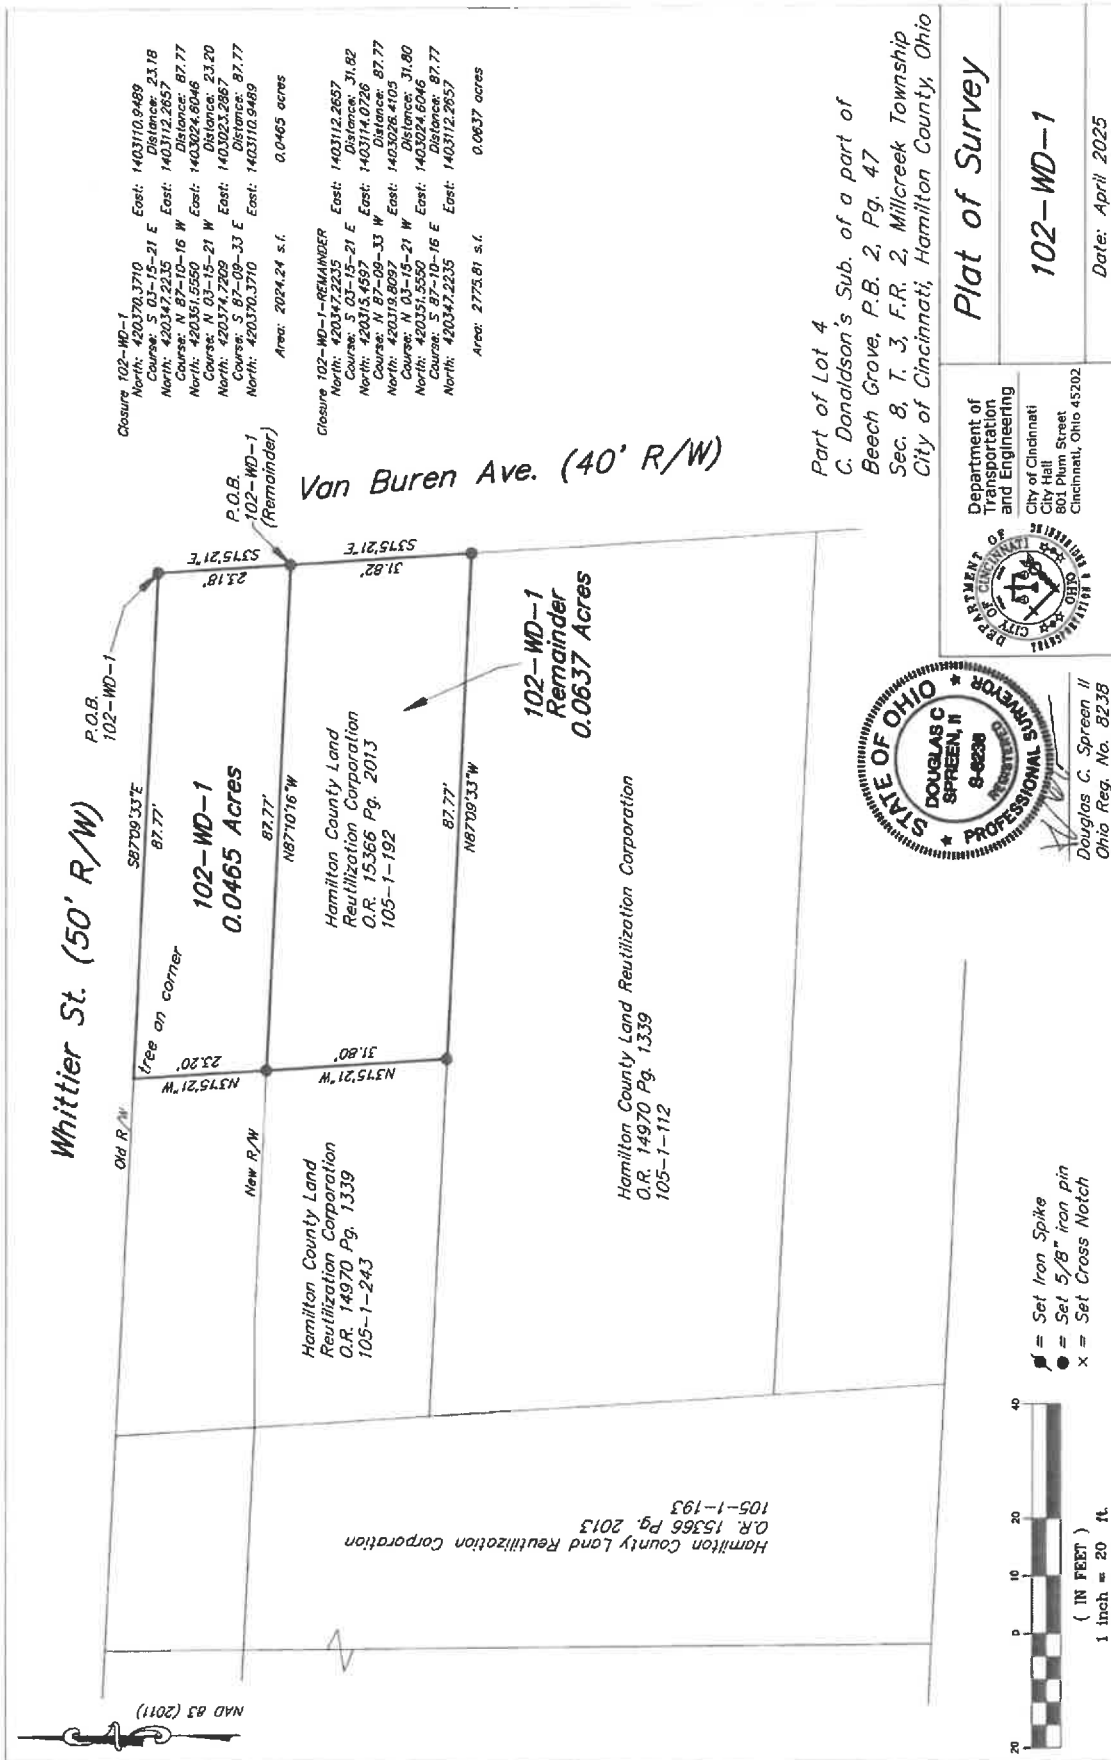 Whittier St. (50' R/W)
Van Buren Ave. (40' R/W)
Closure 102-WD-1
North: 420370.3710 East: 1403110.9489
Course: S 03-15-21 E Distance: 23.18
North: 420347.2235 East: 1403112.2657
Course: N 87-10-16 W Distance: 87.77
North: 420351.5550 East: 1403024.6046
Course: N 03-15-21 W Distance: 23.20
North: 420374.7209 East: 1403023.2867
Course: S 87-09-33 E Distance: 87.77
North: 420370.3710 East: 1403110.9489
Area: 2024.24 s.f. 0.0465 acres
Closure 102-WD-1-REMAINDER
North: 420347.2235 East: 1403112.2657
Course: S 03-15-21 E Distance: 31.82
North: 420315.4597 East: 1403114.0726
Course: N 87-09-33 W Distance: 87.77
North: 420319.8097 East: 1403026.4105
Course: N 03-15-21 W Distance: 31.80
North: 420351.5550 East: 1403024.6046
Course: S 87-10-16 E Distance: 87.77
North: 420347.2235 East: 1403112.2657
Area: 2775.81 s.f. 0.0637 acres
P.O.B.
102-WD-1
P.O.B.
102-WD-1
(Remainder)
Old R/W
New R/W
tree on corner
S87°09'33"E
87.77'
S3°15'21"E
23.18'
S3°15'21"E
31.82'
102-WD-1
0.0465 Acres
87.77'
N87°10'16"W
N3°15'21"W
23.20'
N3°15'21"W
31.80'
87.77'
N87°09'33"W
Hamilton County Land
Reutilization Corporation
O.R. 15366 Pg. 2013
105-1-192
102-WD-1
Remainder
0.0637 Acres
Hamilton County Land
Reutilization Corporation
O.R. 14970 Pg. 1339
105-1-243
Hamilton County Land Reutilization Corporation
O.R. 14970 Pg. 1339
105-1-112
Hamilton County Land Reutilization Corporation
O.R. 15366 Pg. 2013
105-1-193
NAD 83 (2011)
20 0 10 20 40
( IN FEET )
1 inch = 20 ft.
= Set Iron Spike
● = Set 5/8" iron pin
x = Set Cross Notch
STATE OF OHIO
DOUGLAS C
SPREEN, II
S-8238
REGISTERED
PROFESSIONAL SURVEYOR
Douglas C. Spreen II
Ohio Reg. No. 8238
Part of Lot 4
C. Donaldson's Sub. of a part of
Beech Grove, P.B. 2, Pg. 47
Sec. 8, T. 3, F.R. 2, Millcreek Township
City of Cincinnati, Hamilton County, Ohio
DEPARTMENT OF
CITY OF CINCINNATI
OHIO
Department of
Transportation
and Engineering
City of Cincinnati
City Hall
801 Plum Street
Cincinnati, Ohio 45202
Plat of Survey
102-WD-1
Date: April 2025